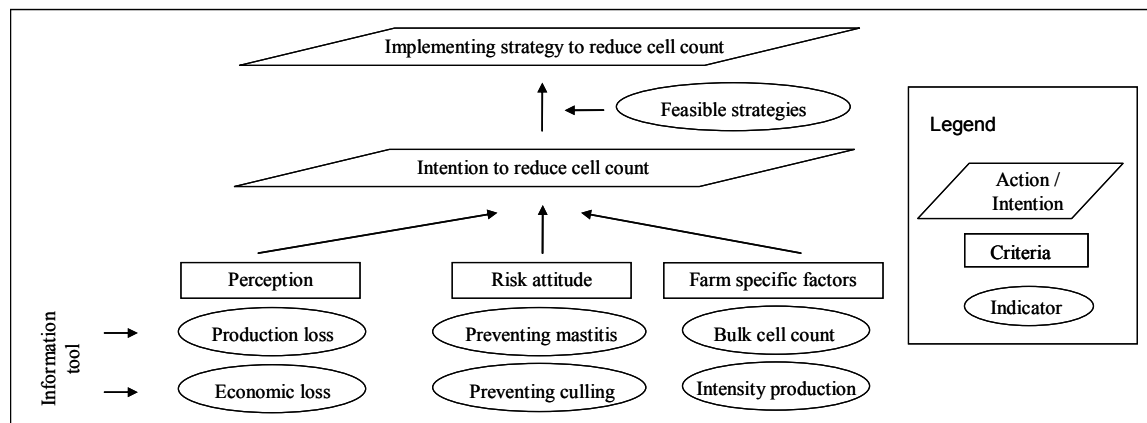 Implementing strategy to reduce cell count
Feasible strategies
Intention to reduce cell count
Perception
Risk attitude
Farm specific factors
Information
tool
Production loss
Preventing mastitis
Bulk cell count
Economic loss
Preventing culling
Intensity production
Legend
Action /
Intention
Criteria
Indicator